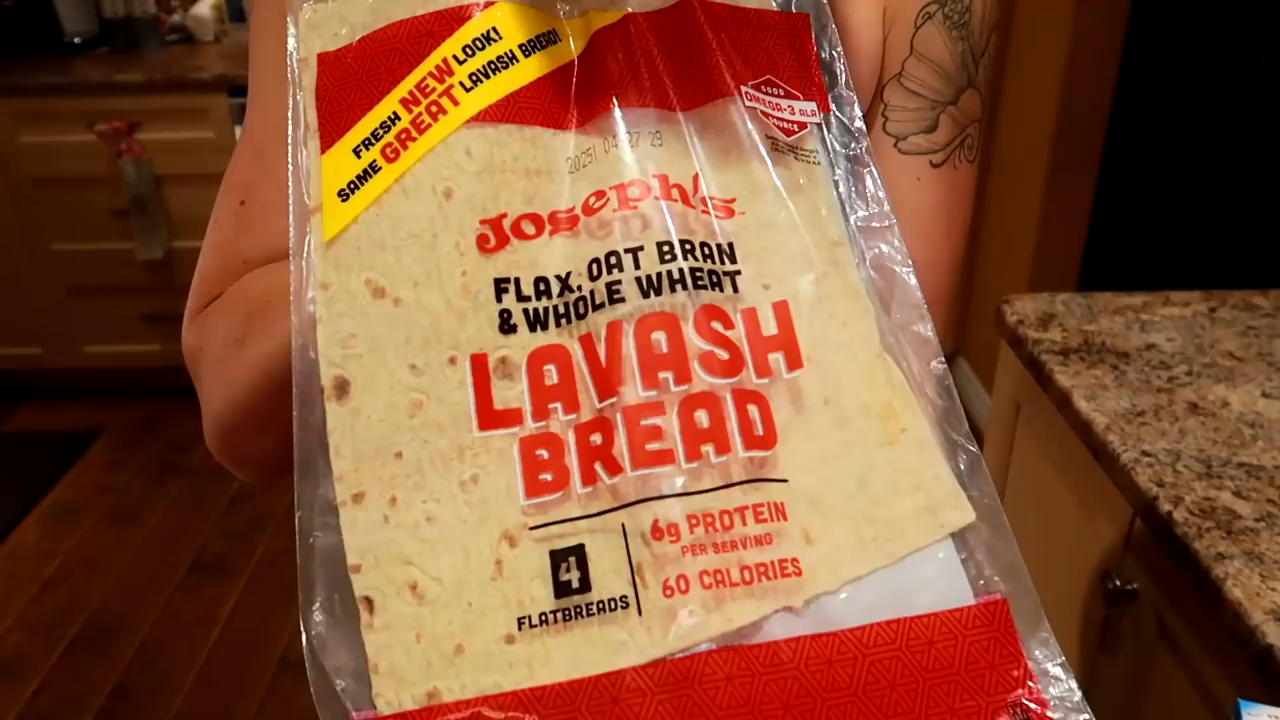 FRESH NEW LOOK!
SAME GREAT LAVASH BREAD!
GOOD
OMEGA-3 ALA
SOURCE
2025! 04 27 29
Joseph's
FLAX, OAT BRAN
& WHOLE WHEAT
LAVASH
BREAD
4
FLATBREADS
6g PROTEIN
PER SERVING
60 CALORIES